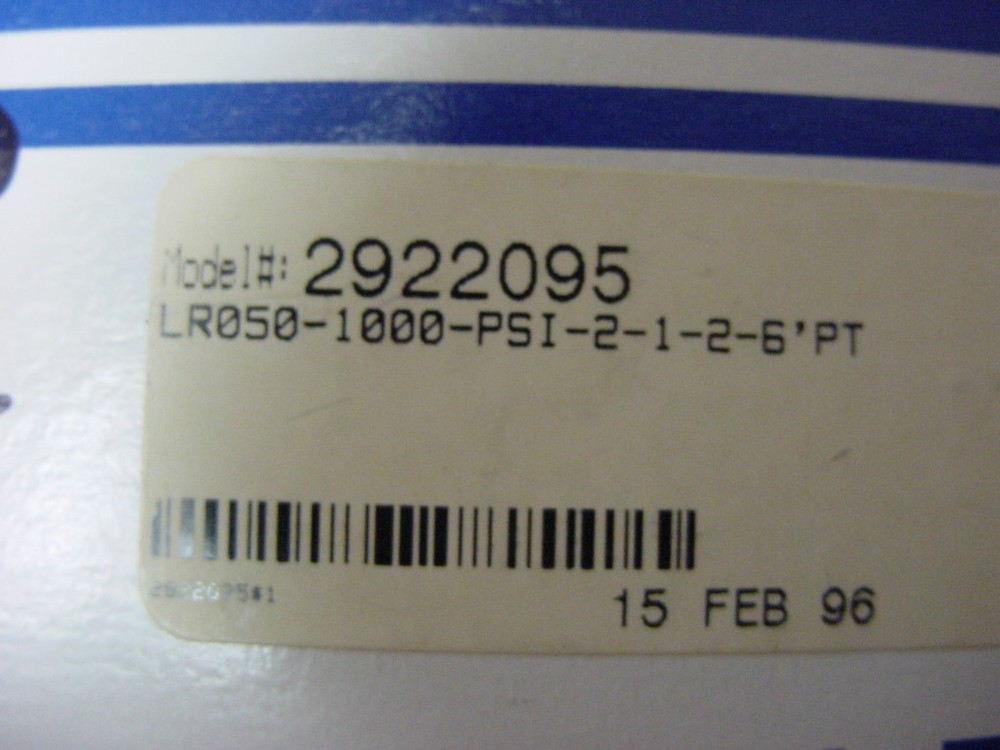 Model#: 2922095
LR050-1000-PSI-2-1-2-6'PT
15 FEB 96